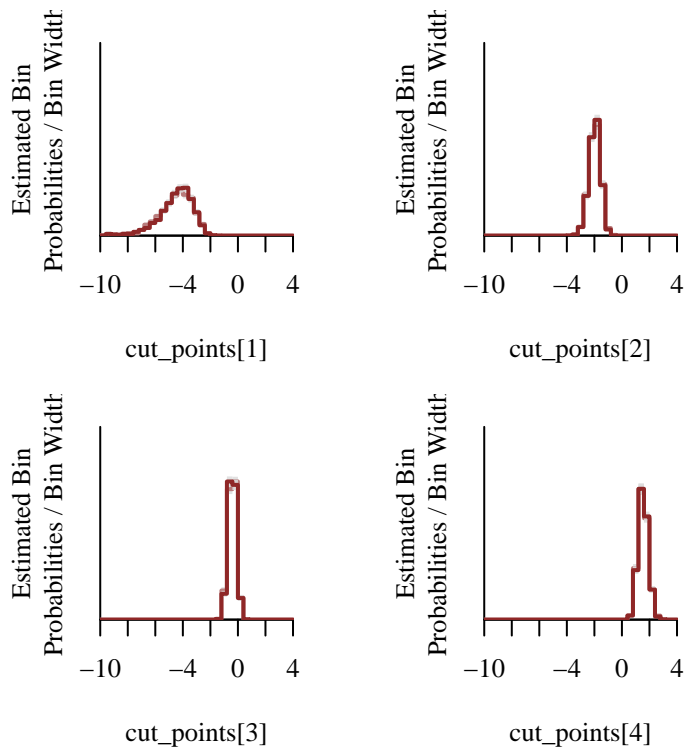 Estimated Bin
Probabilities / Bin Width
−10 −4 0 4
cut_points[1]
Estimated Bin
Probabilities / Bin Width
−10 −4 0 4
cut_points[2]
Estimated Bin
Probabilities / Bin Width
−10 −4 0 4
cut_points[3]
Estimated Bin
Probabilities / Bin Width
−10 −4 0 4
cut_points[4]